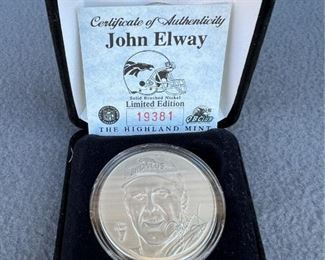 Certificate of Authenticity
John Elway
Solid Brushed Nickel
Limited Edition
19381
THE HIGHLAND MINT